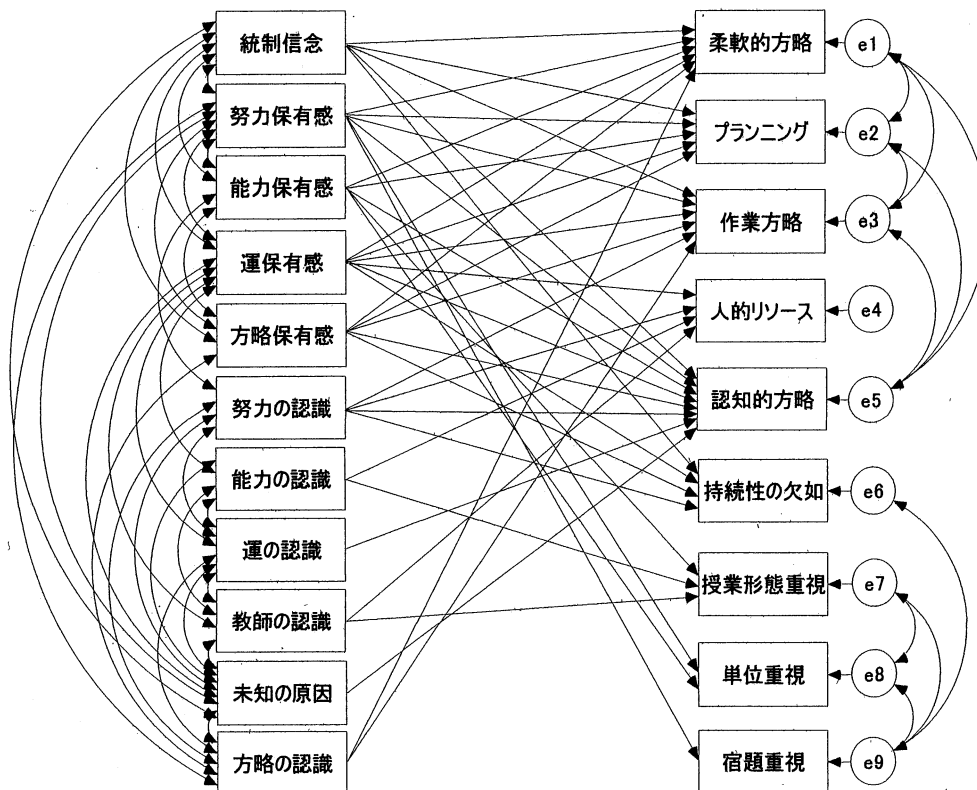 統制信念
努力保有感
能力保有感
運保有感
方略保有感
努力の認識
能力の認識
運の認識
教師の認識
未知の原因
方略の認識
柔軟的方略
プランニング
作業方略
人的リソース
認知的方略
持続性の欠如
授業形態重視
単位重視
宿題重視
e1
e2
e3
e4
e5
e6
e7
e8
e9